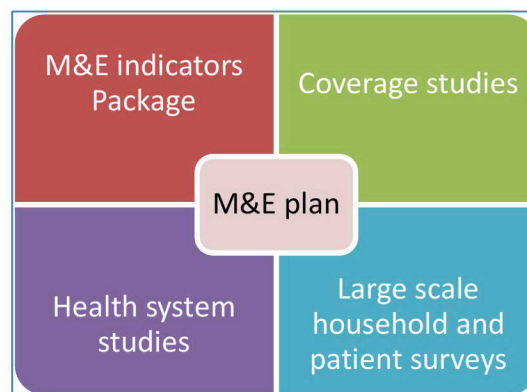 M&E indicators
Package
Coverage studies
M&E plan
Health system
studies
Large scale
household and
patient surveys